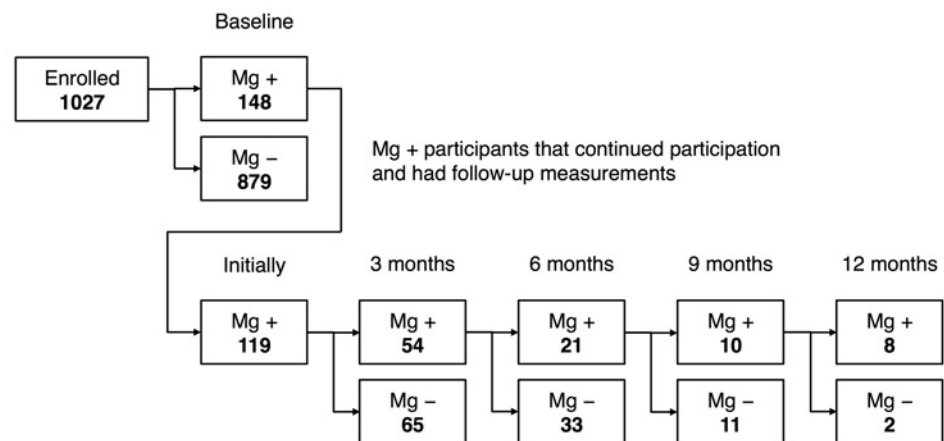 Baseline
Enrolled
1027
Mg +
148
Mg –
879
Mg + participants that continued participation
and had follow-up measurements
Initially
3 months
6 months
9 months
12 months
Mg +
119
Mg +
54
Mg +
21
Mg +
10
Mg +
8
Mg –
65
Mg –
33
Mg –
11
Mg –
2